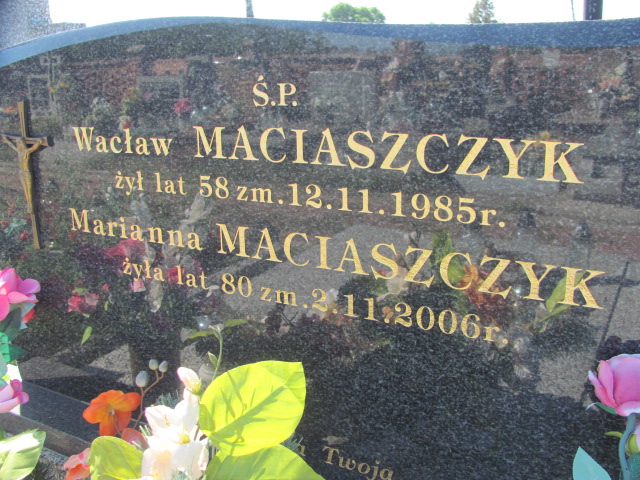 Ś.P.
Wacław MACIASZCZYK
żył lat 58 zm.12.11.1985r.
Marianna MACIASZCZYK
żyła lat 80 zm.2.11.2006r.
Twoja